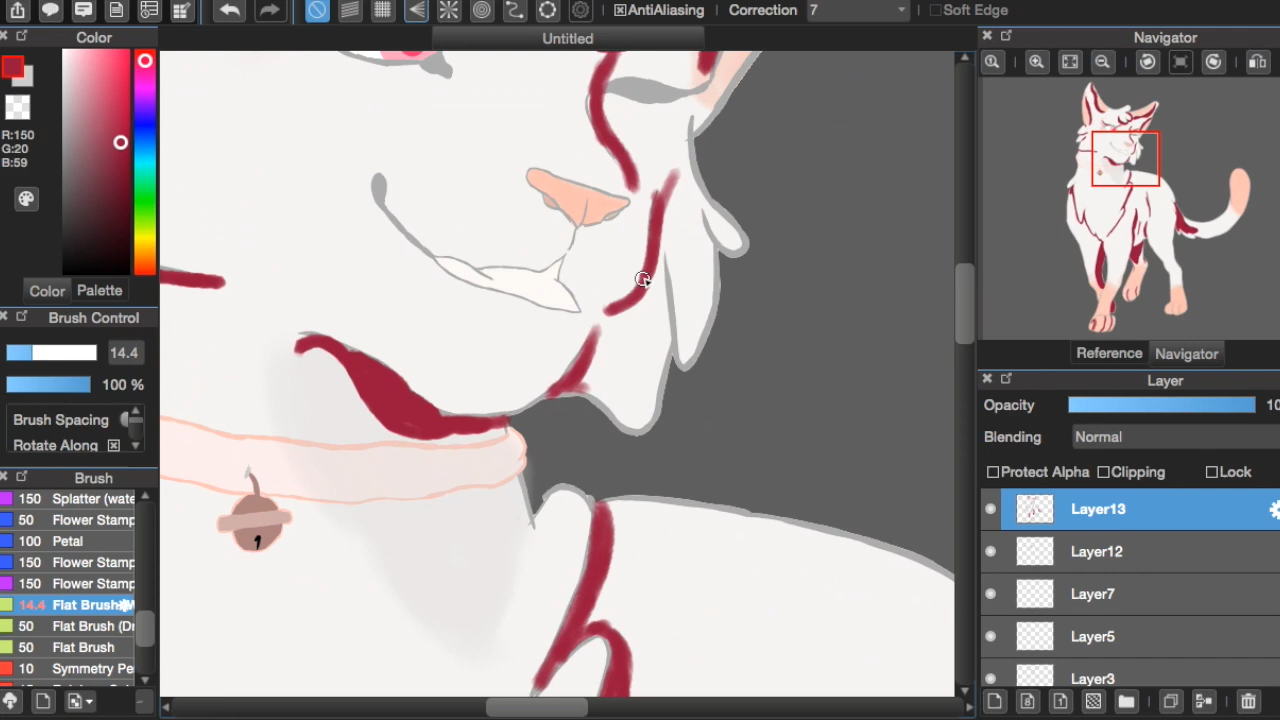 AntiAliasing Correction 7 Soft Edge
Color Untitled Navigator
R:150
G:20
B:59
Color Palette
Brush Control
14.4
100 %
Brush Spacing
Rotate Along
Brush
150 Splatter (wate
50 Flower Stamp
100 Petal
150 Flower Stamp
150 Flower Stamp
14.4 Flat Brush
50 Flat Brush (Dr
50 Flat Brush
10 Symmetry Pe
1
Reference Navigator
Layer
Opacity 10
Blending Normal
Protect Alpha Clipping Lock
Layer13
Layer12
Layer7
Layer5
Layer3